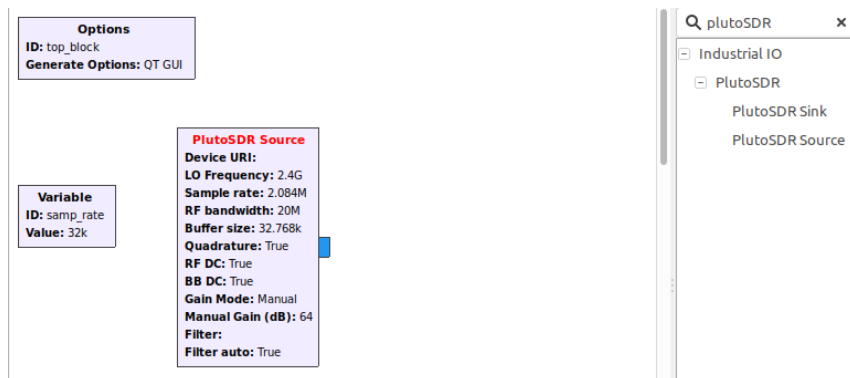 Options
ID: top_block
Generate Options: QT GUI
Variable
ID: samp_rate
Value: 32k
PlutoSDR Source
Device URI:
LO Frequency: 2.4G
Sample rate: 2.084M
RF bandwidth: 20M
Buffer size: 32.768k
Quadrature: True
RF DC: True
BB DC: True
Gain Mode: Manual
Manual Gain (dB): 64
Filter:
Filter auto: True
plutoSDR
Industrial IO
PlutoSDR
PlutoSDR Sink
PlutoSDR Source